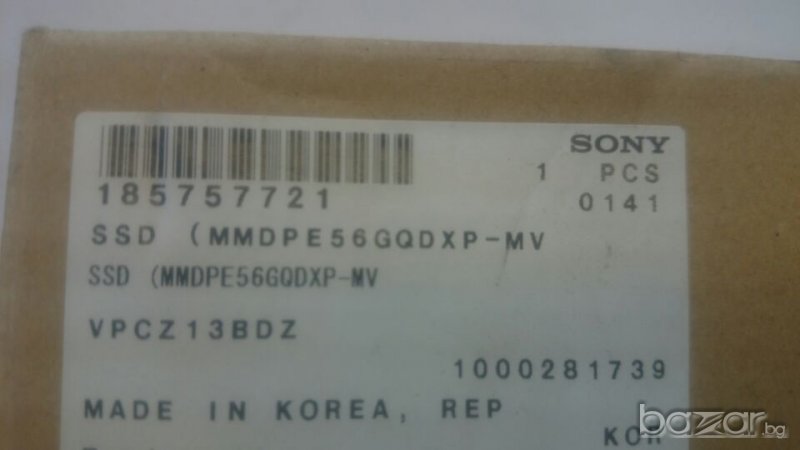 SONY
1 PCS
185757721
0141
SSD (MMDPE56GQDXP-MV
SSD (MMDPE56GQDXP-MV
VPCZ13BDZ
1000281739
MADE IN KOREA, REP
KOR
bazar.bg